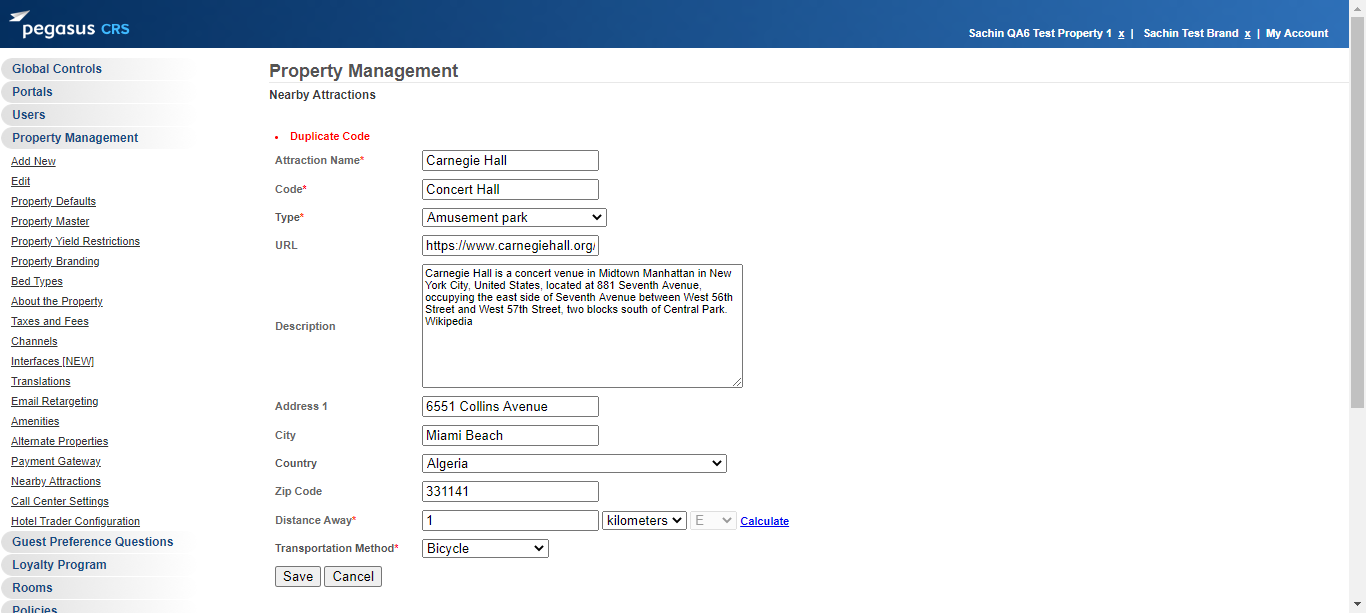 pegasus CRS
Sachin QA6 Test Property 1 x | Sachin Test Brand x | My Account
Global Controls
Portals
Users
Property Management
Add New
Edit
Property Defaults
Property Master
Property Yield Restrictions
Property Branding
Bed Types
About the Property
Taxes and Fees
Channels
Interfaces [NEW]
Translations
Email Retargeting
Amenities
Alternate Properties
Payment Gateway
Nearby Attractions
Call Center Settings
Hotel Trader Configuration
Guest Preference Questions
Loyalty Program
Rooms
Policies
Property Management
Nearby Attractions
• Duplicate Code
Attraction Name* Carnegie Hall
Code* Concert Hall
Type* Amusement park
URL https://www.carnegiehall.org/
Description
Carnegie Hall is a concert venue in Midtown Manhattan in New
York City, United States, located at 881 Seventh Avenue,
occupying the east side of Seventh Avenue between West 56th
Street and West 57th Street, two blocks south of Central Park.
Wikipedia
Address 1 6551 Collins Avenue
City Miami Beach
Country Algeria
Zip Code 331141
Distance Away* 1 kilometers E Calculate
Transportation Method* Bicycle
Save Cancel